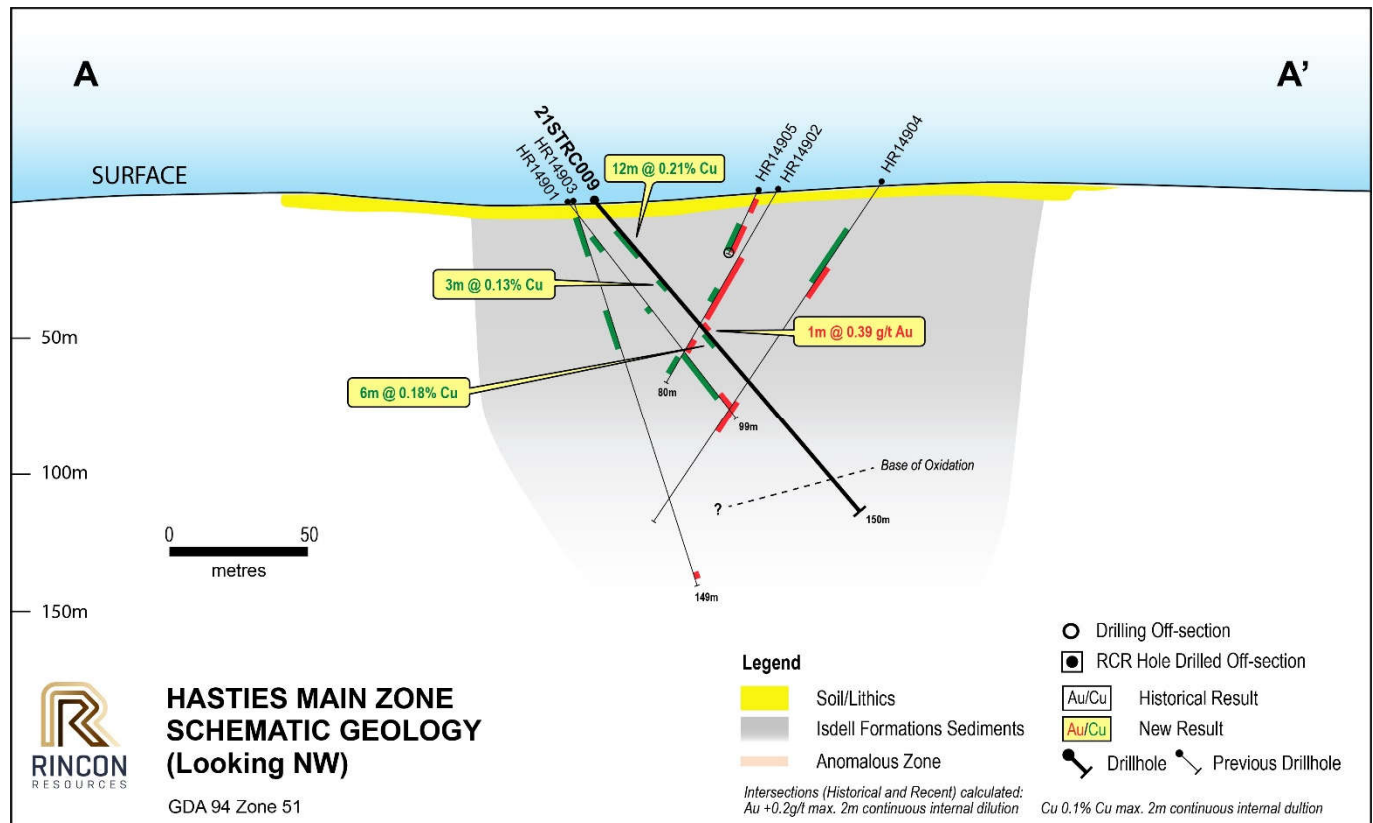 A
A’
21STRC009
HR14903
HR14901
HR14905
HR14902
HR14904
SURFACE
12m @ 0.21% Cu
3m @ 0.13% Cu
1m @ 0.39 g/t Au
6m @ 0.18% Cu
50m
100m
150m
80m
99m
Base of Oxidation
?
150m
149m
0 50
metres
RINCON
RESOURCES
HASTIES MAIN ZONE
SCHEMATIC GEOLOGY
(Looking NW)
GDA 94 Zone 51
Legend
Soil/Lithics
Isdell Formations Sediments
Anomalous Zone
Drilling Off-section
RCR Hole Drilled Off-section
Au/Cu Historical Result
Au/Cu New Result
Drillhole Previous Drillhole
Intersections (Historical and Recent) calculated:
Au +0.2g/t max. 2m continuous internal dilution Cu 0.1% Cu max. 2m continuous internal dultion